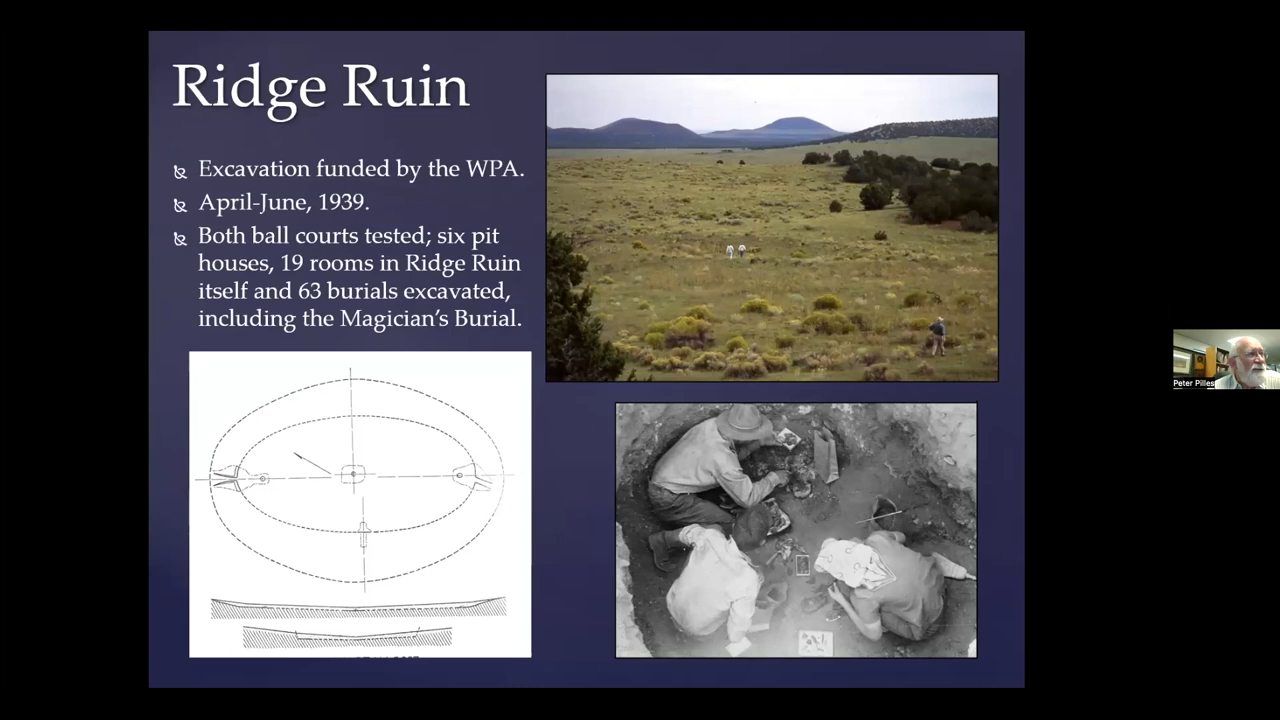 Ridge Ruin
Excavation funded by the WPA.
April-June, 1939.
Both ball courts tested; six pit
houses, 19 rooms in Ridge Ruin
itself and 63 burials excavated,
including the Magician's Burial.
Peter Pilles